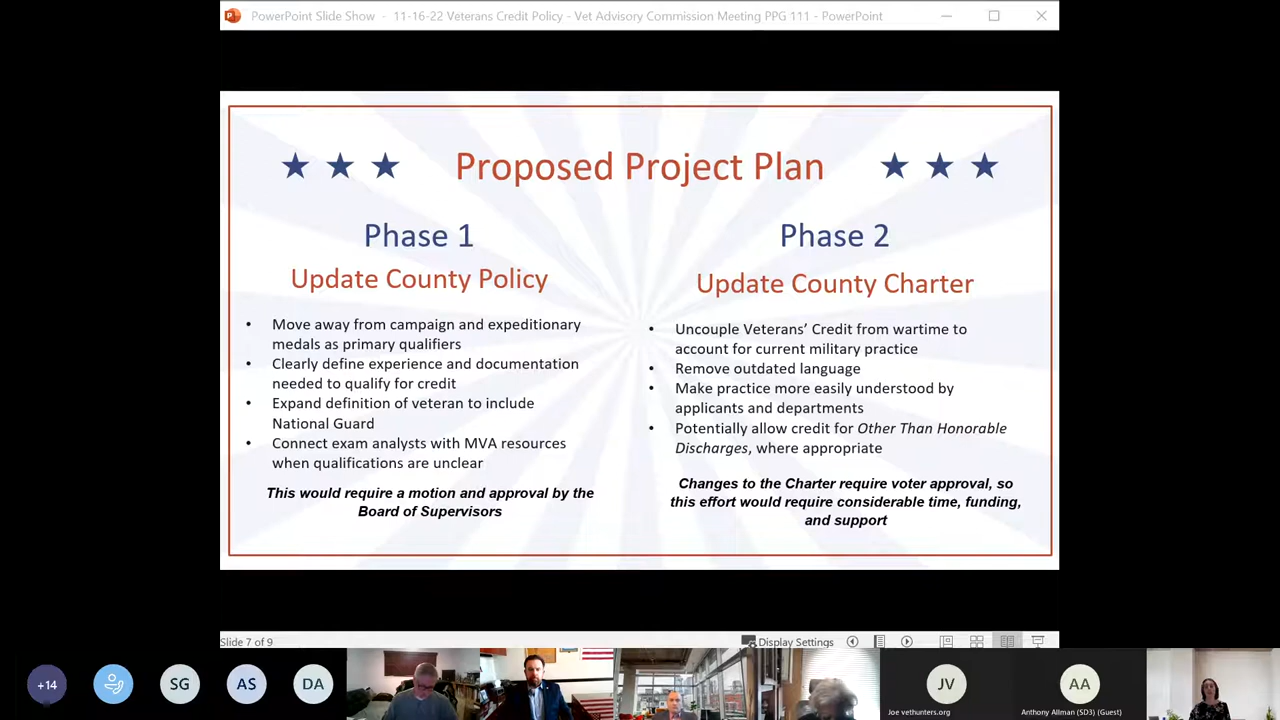 PowerPoint Slide Show - 11-16-22 Veterans Credit Policy - Vet Advisory Commission Meeting PPG 111 - PowerPoint
Proposed Project Plan
Phase 1
Update County Policy
• Move away from campaign and expeditionary
medals as primary qualifiers
• Clearly define experience and documentation
needed to qualify for credit
• Expand definition of veteran to include
National Guard
• Connect exam analysts with MVA resources
when qualifications are unclear
This would require a motion and approval by the
Board of Supervisors
Phase 2
Update County Charter
• Uncouple Veterans' Credit from wartime to
account for current military practice
• Remove outdated language
• Make practice more easily understood by
applicants and departments
• Potentially allow credit for Other Than Honorable
Discharges, where appropriate
Changes to the Charter require voter approval, so
this effort would require considerable time, funding,
and support
Slide 7 of 9
Display Settings
+14
SG
AS
DA
JV
Joe vethunters.org
AA
Anthony Allman (SD3) (Guest)